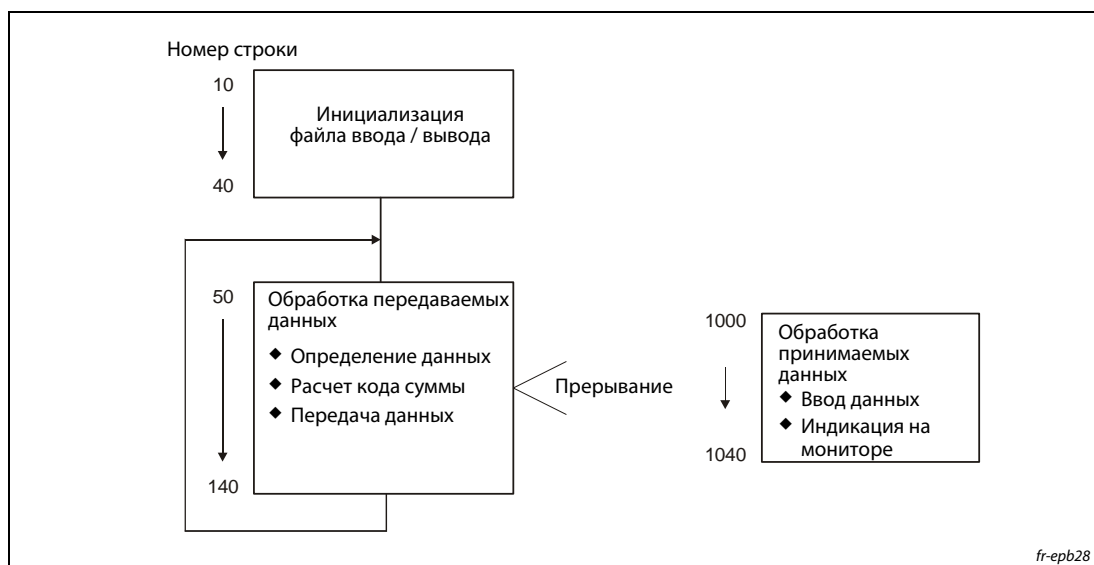 Номер строки
10
40
Инициализация
файла ввода / вывода
50
140
Обработка передаваемых
данных
◆ Определение данных
◆ Расчет кода суммы
◆ Передача данных
Прерывание
1000
1040
Обработка
принимаемых
данных
◆ Ввод данных
◆ Индикация на
мониторе
fr-epb28